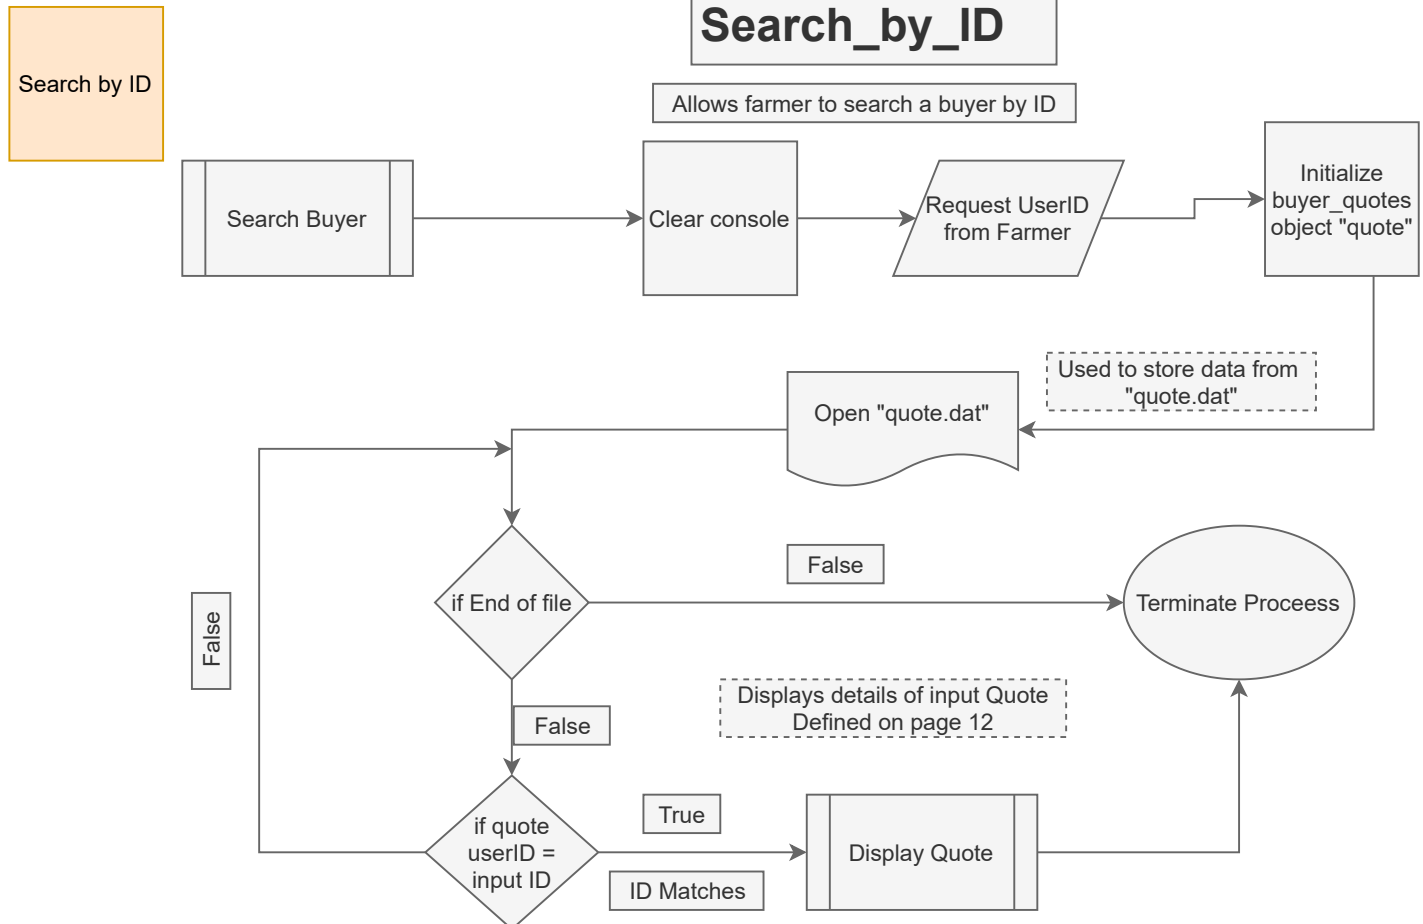 Search_by_ID
Search by ID
Allows farmer to search a buyer by ID
Search Buyer
Clear console
Request UserID
from Farmer
Initialize
buyer_quotes
object "quote"
Used to store data from
"quote.dat"
Open "quote.dat"
if End of file
False
Terminate Proceess
False
False
Displays details of input Quote
Defined on page 12
if quote
userID =
input ID
True
ID Matches
Display Quote